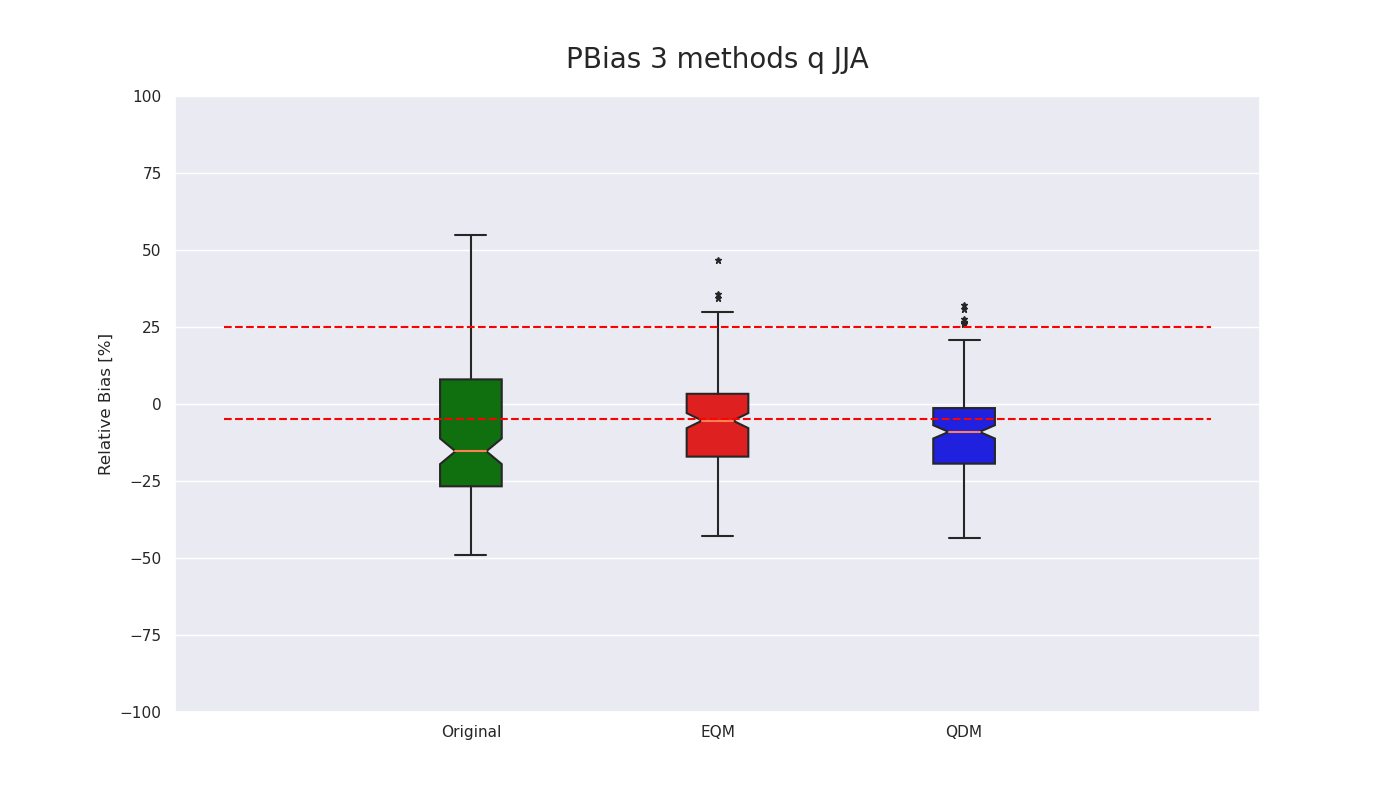 PBias 3 methods q JJA
100
75
50
25
0
−25
−50
−75
−100
Relative Bias [%]
Original
EQM
QDM